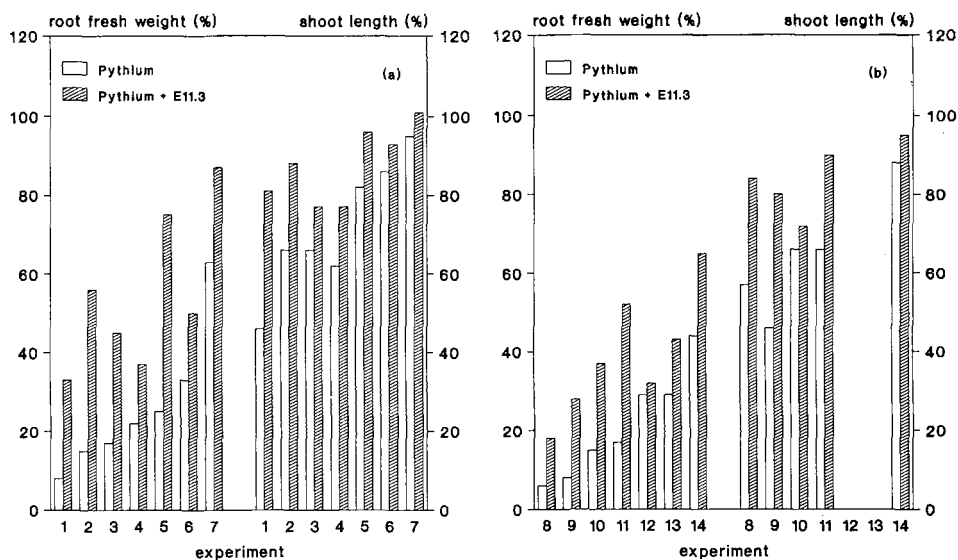 root fresh weight (%) shoot length (%)
120 120
Pythium (a)
Pythium + E11.3
100 100
80 80
60 60
40 40
20 20
0 0
1 2 3 4 5 6 7 1 2 3 4 5 6 7
experiment
root fresh weight (%) shoot length (%)
120 120
Pythium (b)
Pythium + E11.3
100 100
80 80
60 60
40 40
20 20
0 0
8 9 10 11 12 13 14 8 9 10 11 12 13 14
experiment